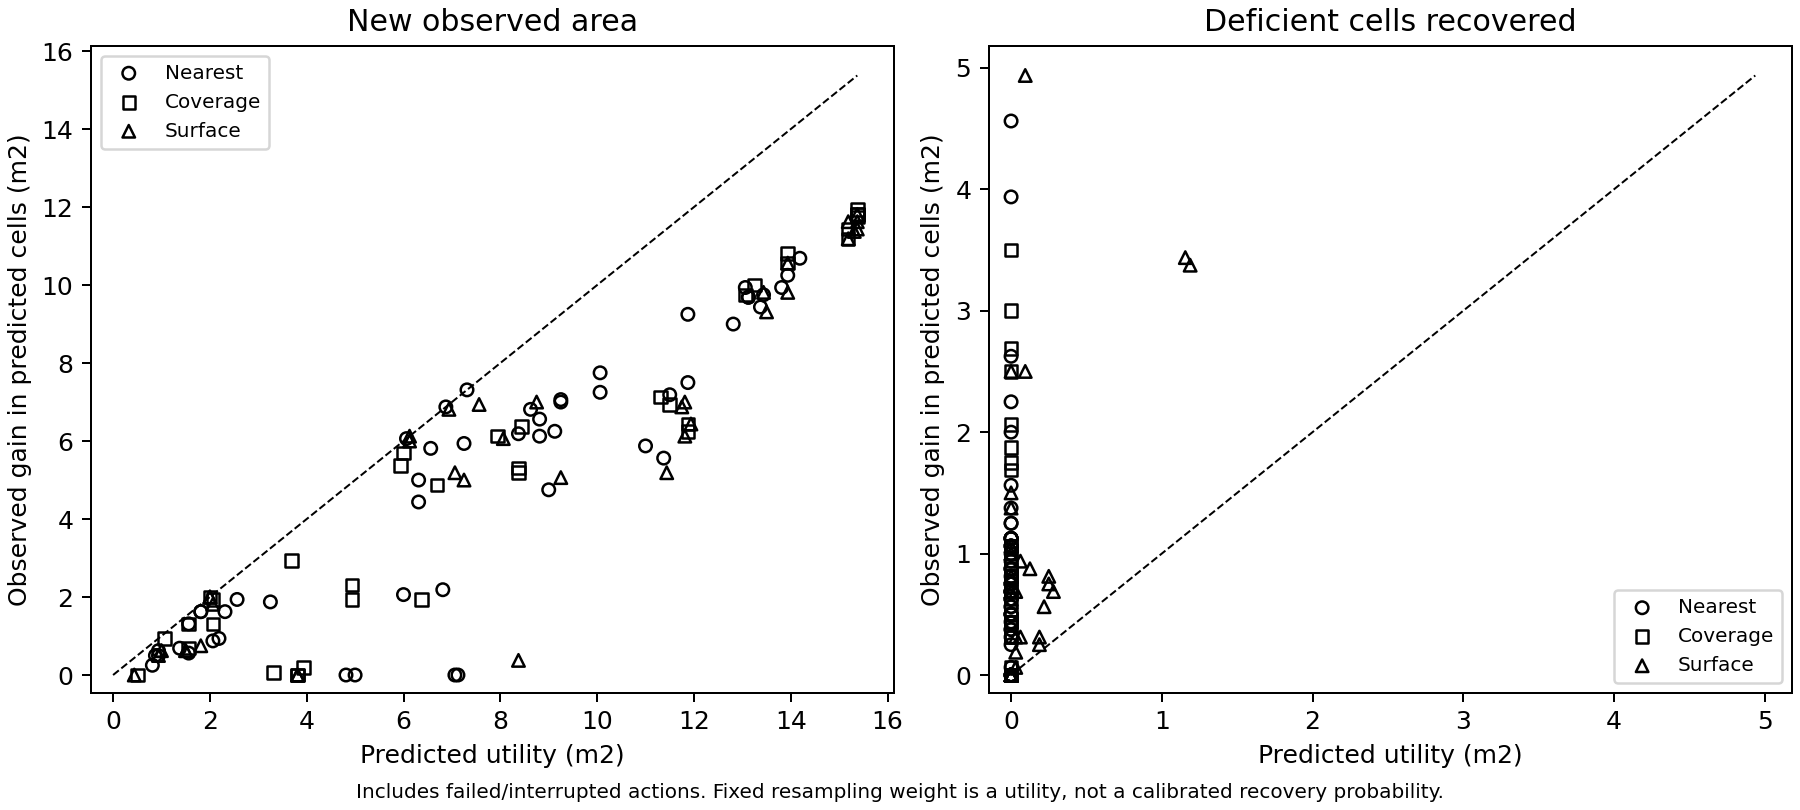 New observed area
Observed gain in predicted cells (m2)
16
14
12
10
8
6
4
2
0
Nearest
Coverage
Surface
0 2 4 6 8 10 12 14 16
Predicted utility (m2)
Deficient cells recovered
Observed gain in predicted cells (m2)
5
4
3
2
1
0
Nearest
Coverage
Surface
0 1 2 3 4 5
Predicted utility (m2)
Includes failed/interrupted actions. Fixed resampling weight is a utility, not a calibrated recovery probability.